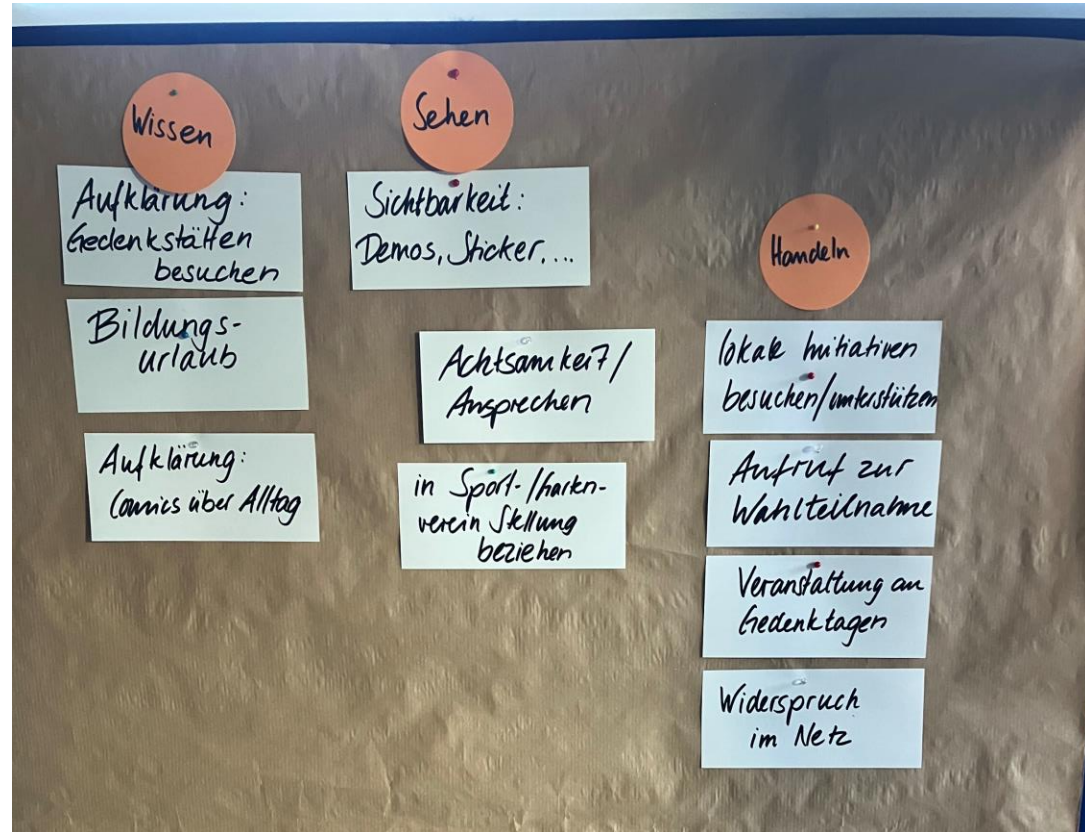 Wissen
Aufklärung:
Gedenkstätten
besuchen
Bildungs-
urlaub
Aufklärung:
Comics über Alltag
Sehen
Sichtbarkeit:
Demos, Sticker, ...
Achtsamkeit/
Ansprechen
in Sport-/
verein Stellung
beziehen
Handeln
lokale Initiativen
besuchen/unterstützen
Aufruf zur
Wahlteilnahme
Veranstaltung an
Gedenktagen
Widerspruch
im Netz